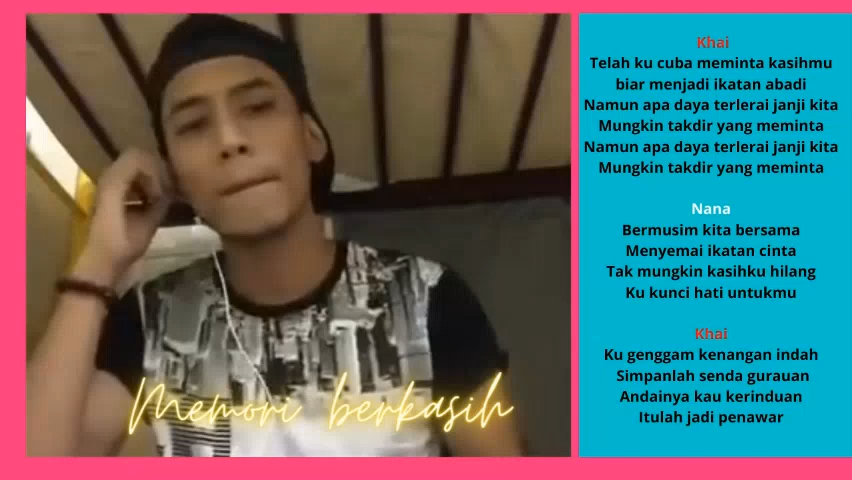 Memori berkasih
Khai
Telah ku cuba meminta kasihmu
biar menjadi ikatan abadi
Namun apa daya terlerai janji kita
Mungkin takdir yang meminta
Namun apa daya terlerai janji kita
Mungkin takdir yang meminta
Nana
Bermusim kita bersama
Menyemai ikatan cinta
Tak mungkin kasihku hilang
Ku kunci hati untukmu
Khai
Ku genggam kenangan indah
Simpanlah senda gurauan
Andainya kau kerinduan
Itulah jadi penawar